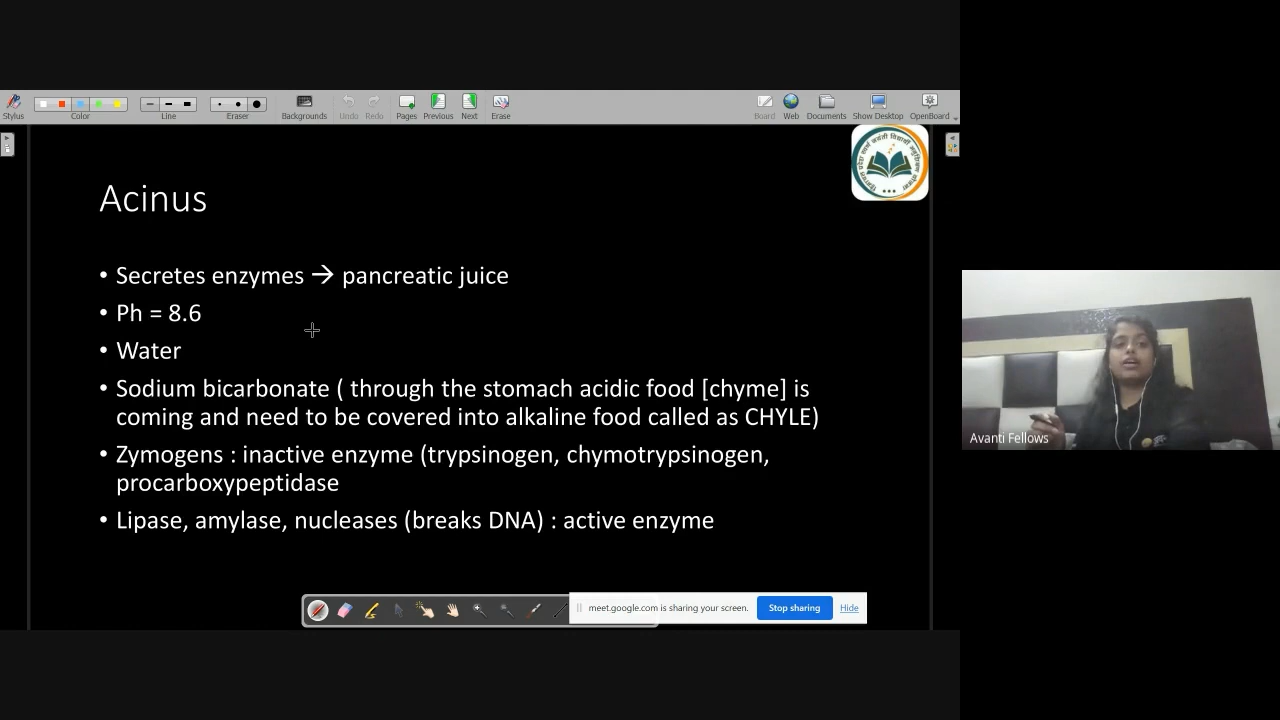 Stylus
Color
Line
Eraser
Backgrounds
Undo
Redo
Pages
Previous
Next
Erase
Board
Web
Documents
Show Desktop
OpenBoard
Acinus
• Secretes enzymes → pancreatic juice
• Ph = 8.6
• Water
• Sodium bicarbonate ( through the stomach acidic food [chyme] is
coming and need to be covered into alkaline food called as CHYLE)
• Zymogens : inactive enzyme (trypsinogen, chymotrypsinogen,
procarboxypeptidase
• Lipase, amylase, nucleases (breaks DNA) : active enzyme
Avanti Fellows
meet.google.com is sharing your screen.
Stop sharing
Hide